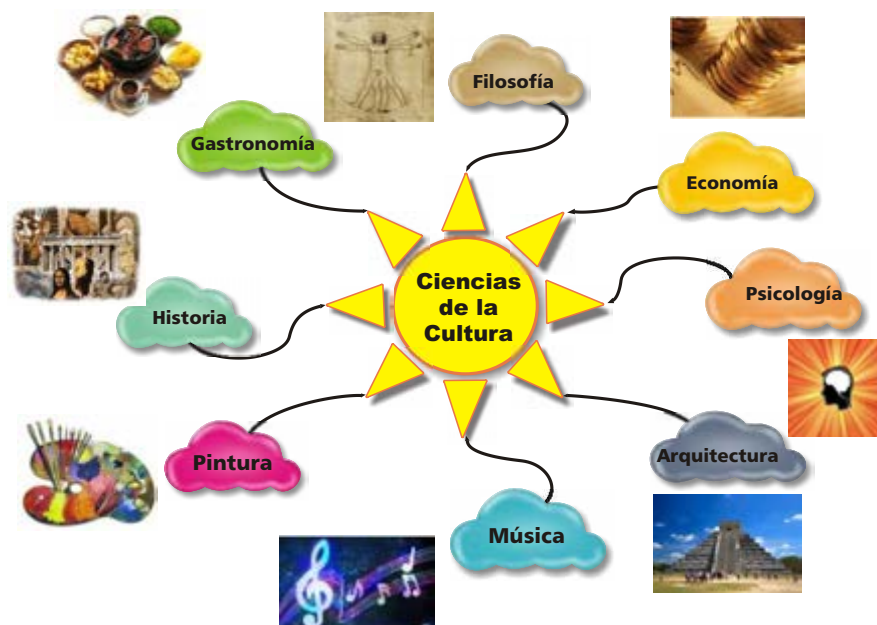 Filosofía
Gastronomía
Economía
Ciencias
de la
Cultura
Psicología
Historia
Pintura
Arquitectura
Música